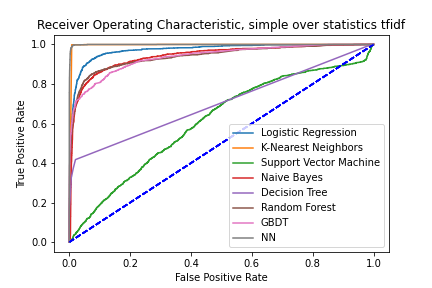 Receiver Operating Characteristic, simple over statistics tfidf
1.0
0.8
0.6
0.4
0.2
0.0
True Positive Rate
Logistic Regression
K-Nearest Neighbors
Support Vector Machine
Naive Bayes
Decision Tree
Random Forest
GBDT
NN
0.0 0.2 0.4 0.6 0.8 1.0
False Positive Rate